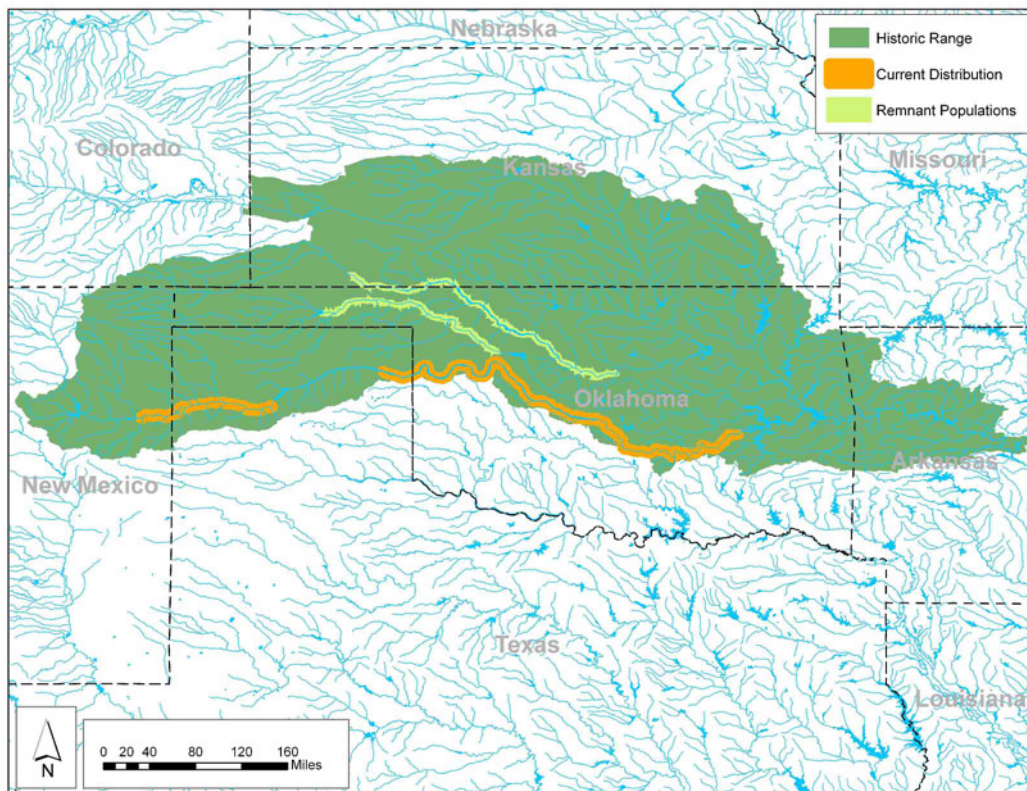 Nebraska
Historic Range
Current Distribution
Remnant Populations
Colorado
Kansas
Missouri
Oklahoma
New Mexico
Arkansas
Texas
Louisiana
N
0 20 40 80 120 160
Miles